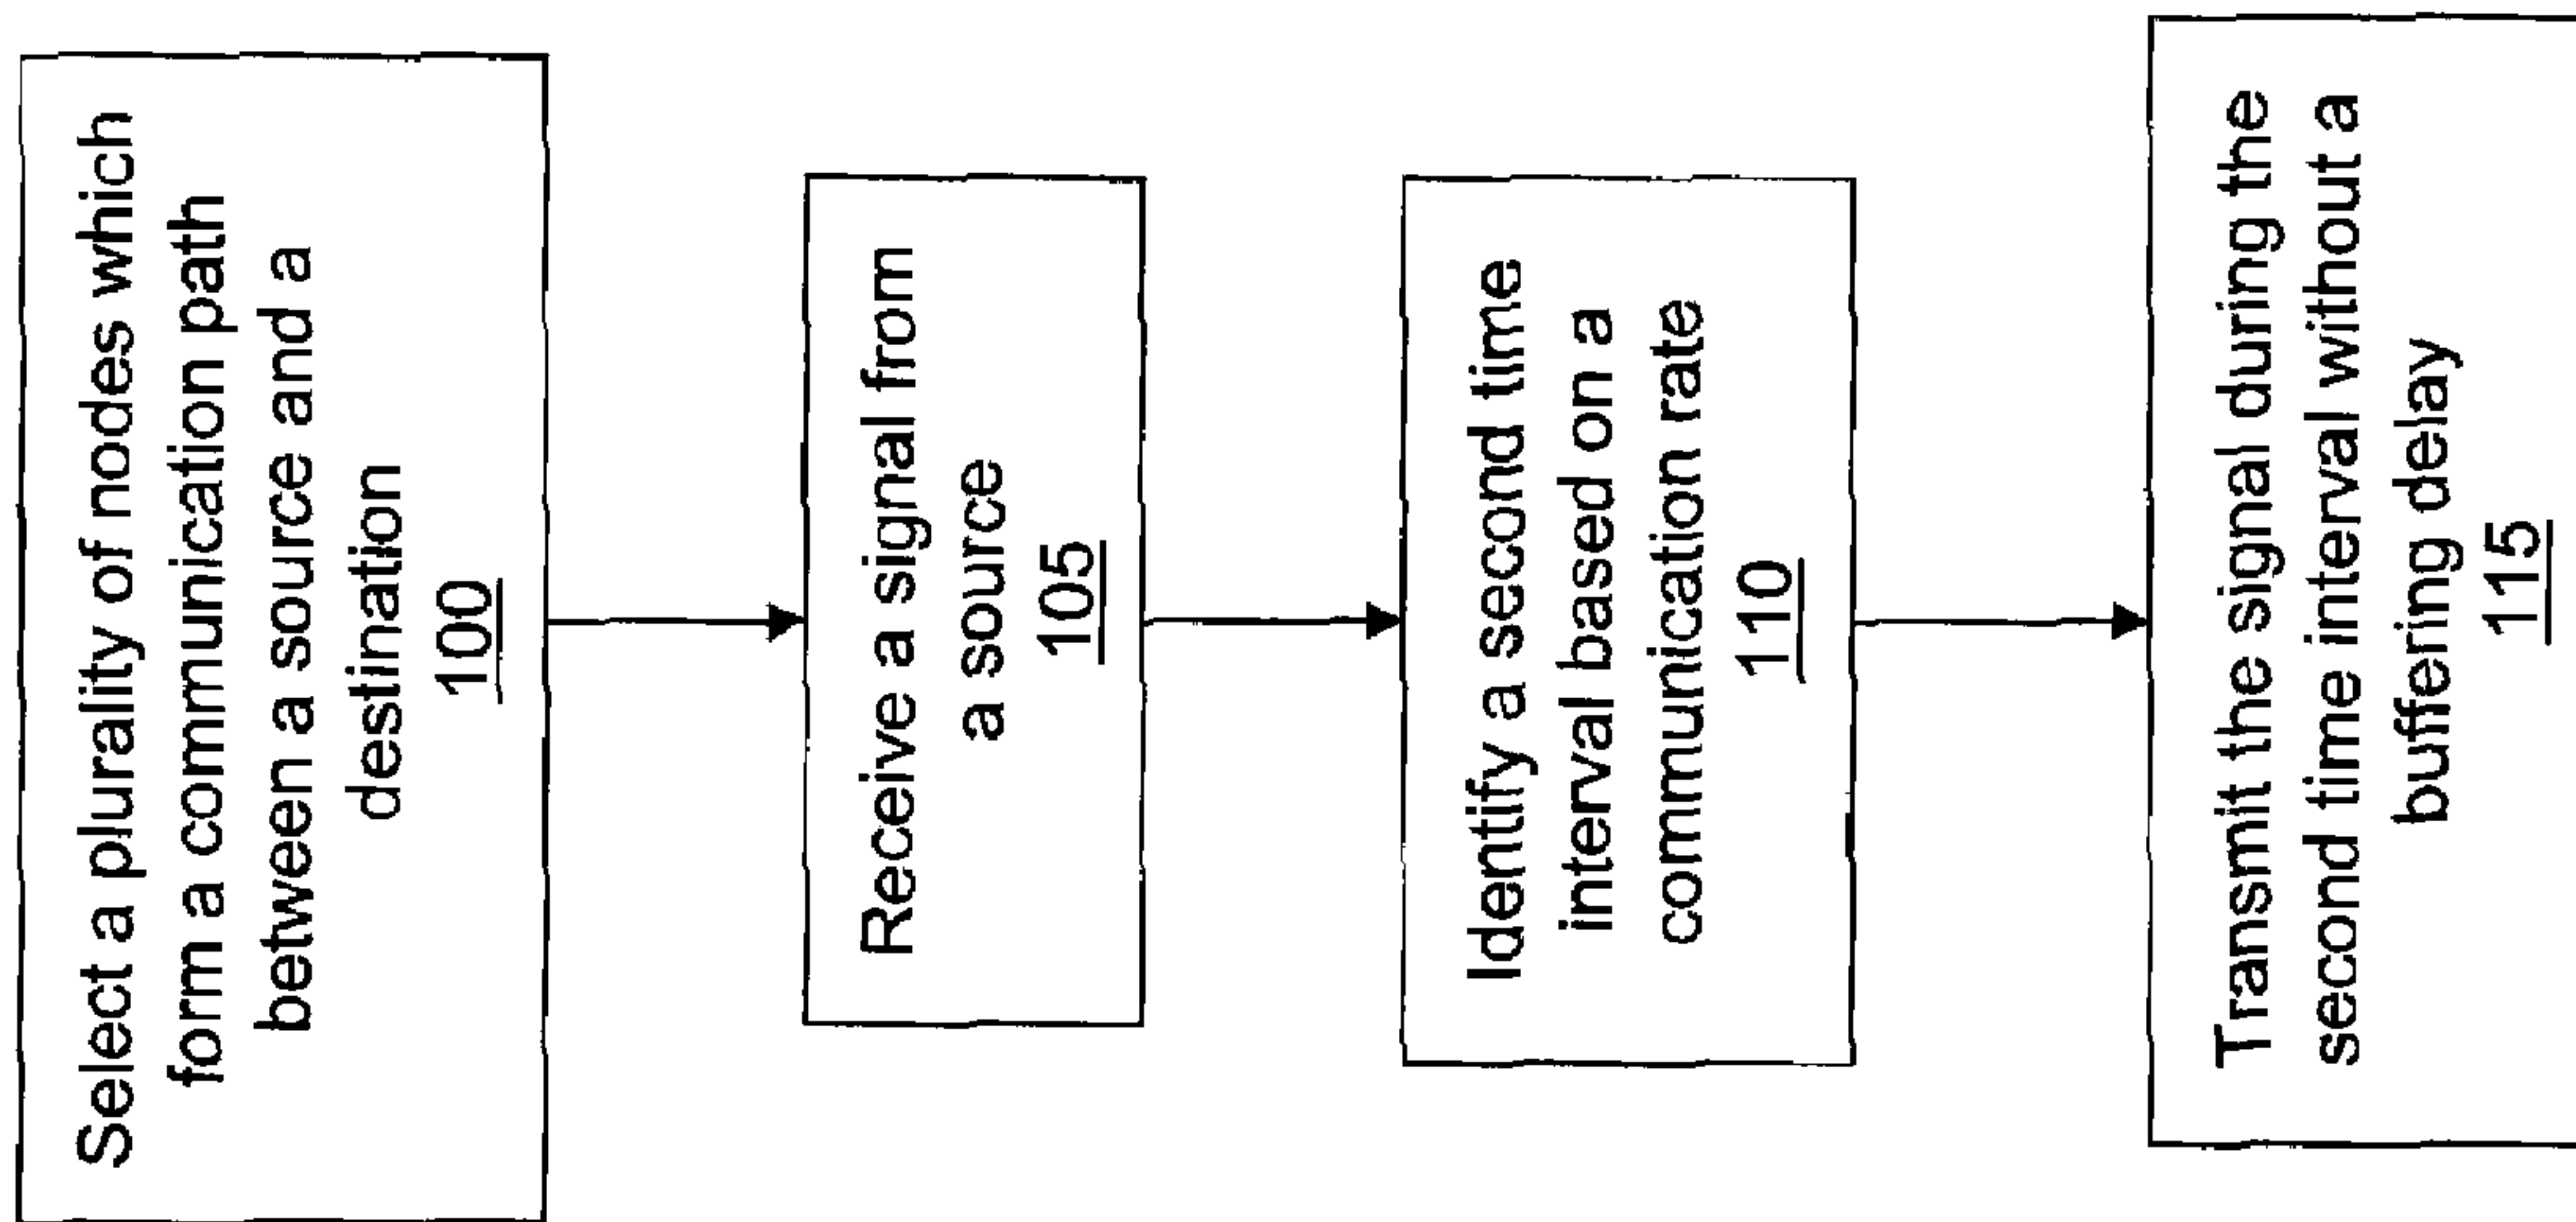 Select a plurality of nodes which
form a communication path
between a source and a
destination
100
Receive a signal from
a source
105
Identify a second time
interval based on a
communication rate
110
Transmit the signal during the
second time interval without a
buffering delay
115